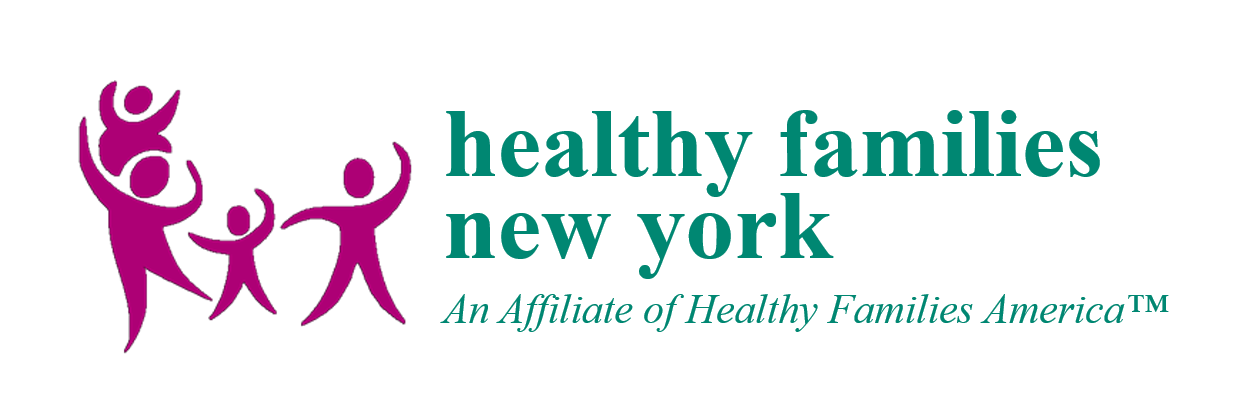 healthy families
new york
An Affiliate of Healthy Families America™